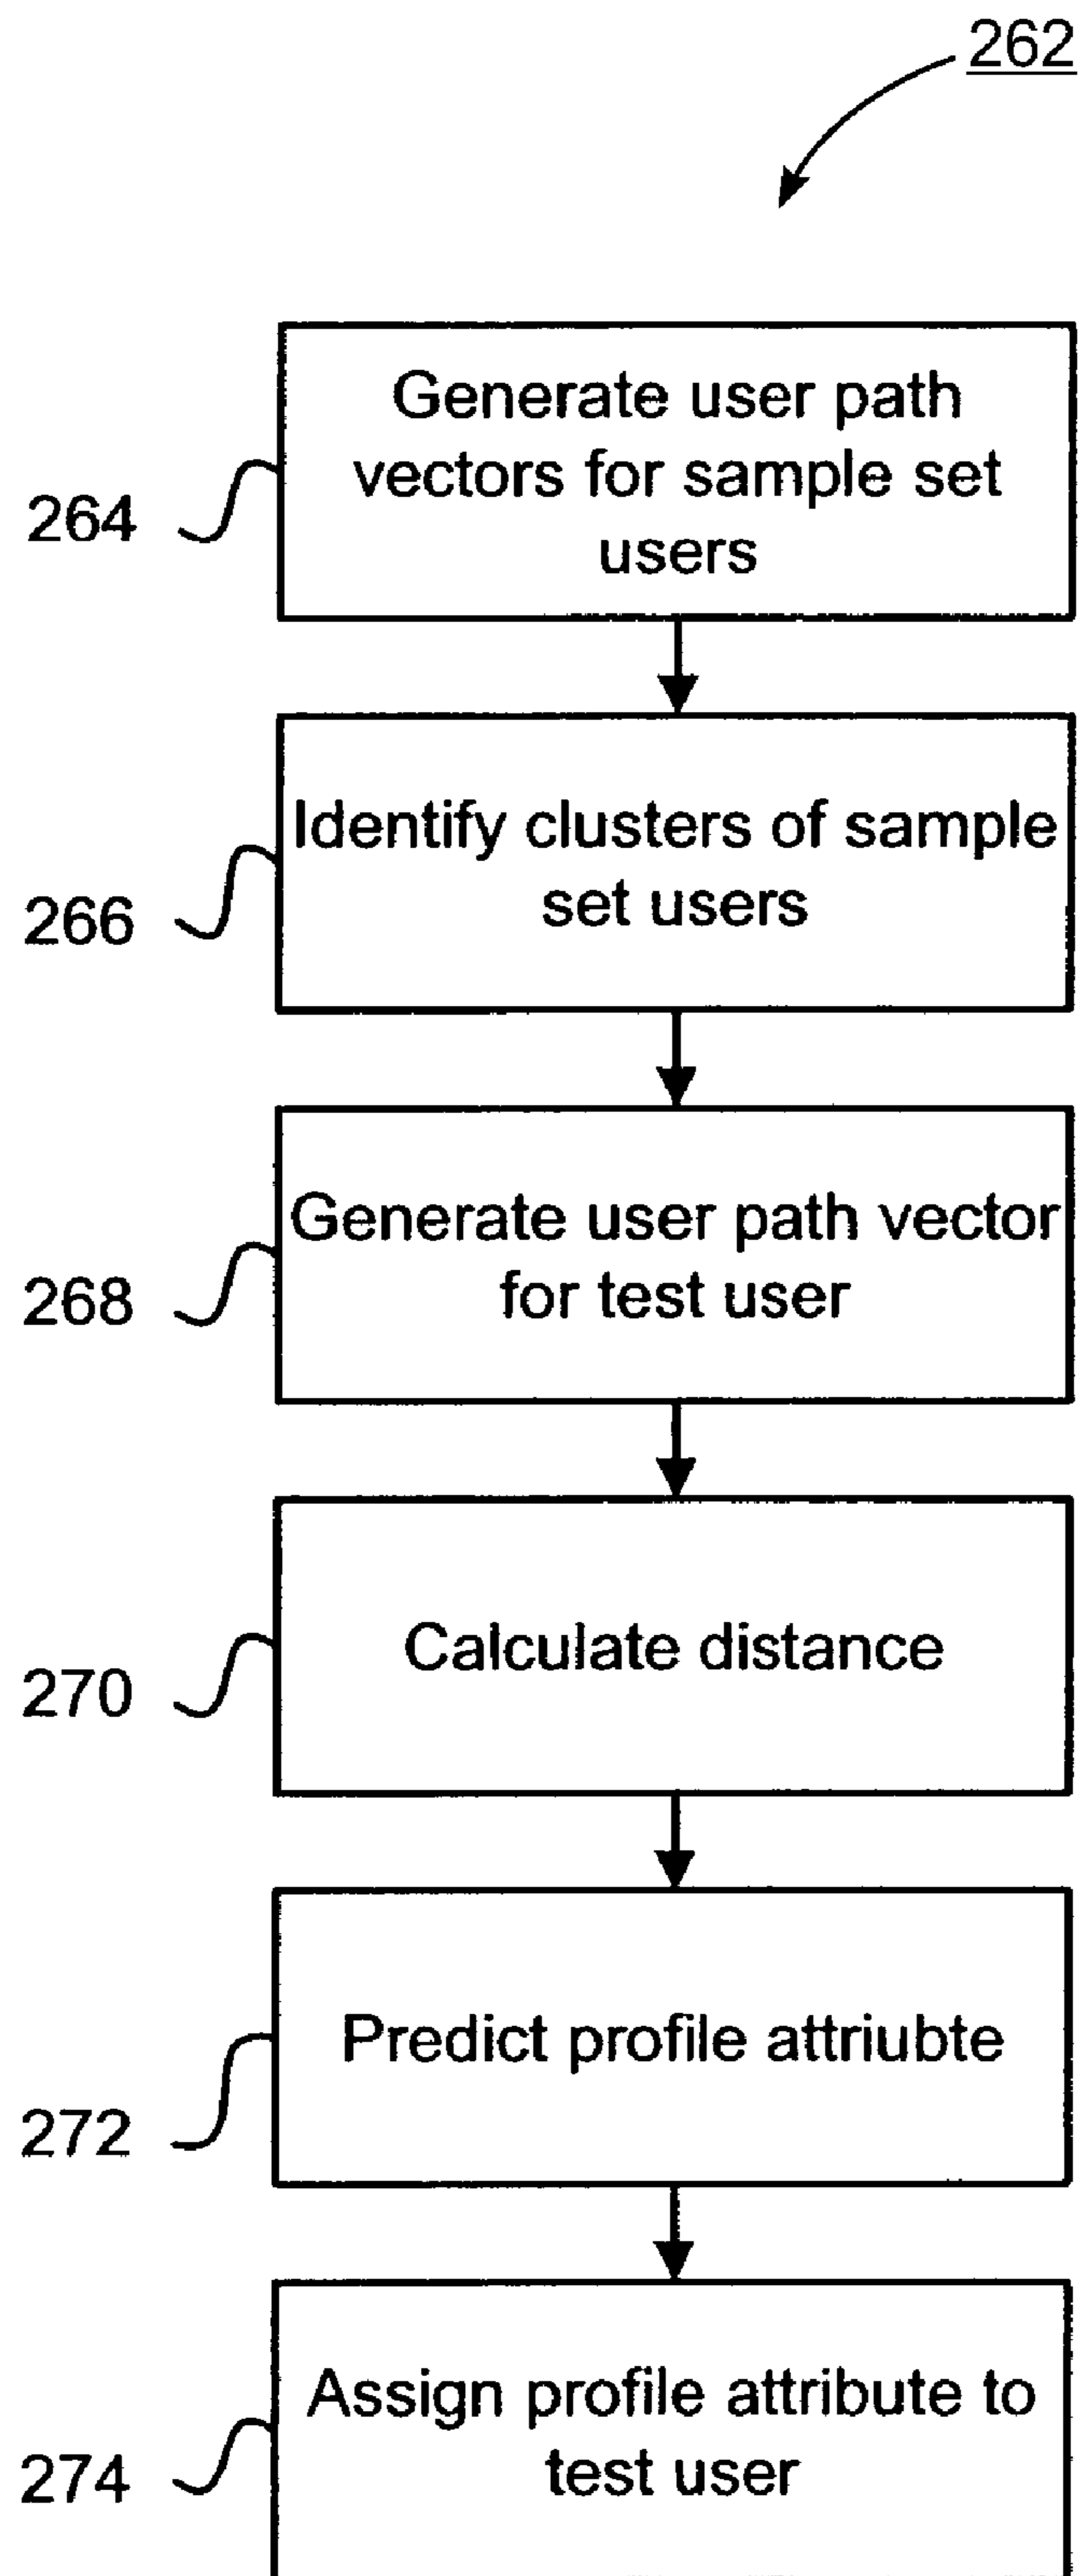 262
Generate user path
vectors for sample set
users
264
Identify clusters of sample
set users
266
Generate user path vector
for test user
268
Calculate distance
270
Predict profile attriubte
272
Assign profile attribute to
test user
274